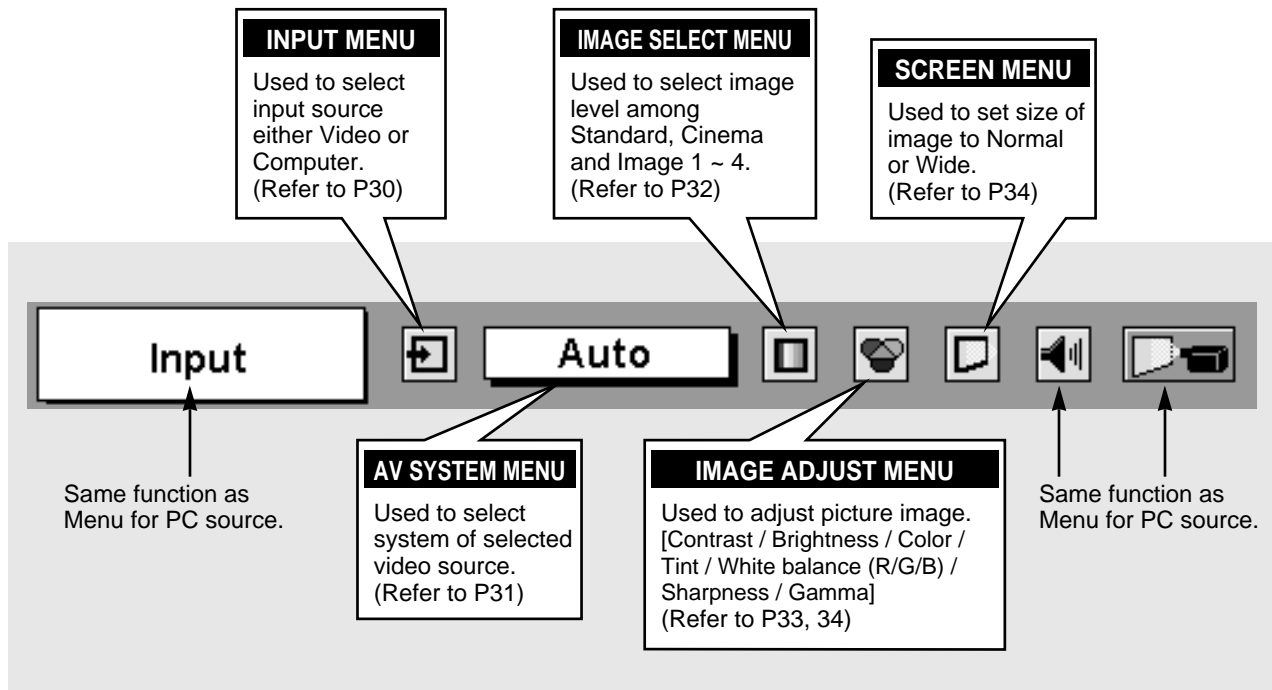 INPUT MENU
Used to select
input source
either Video or
Computer.
(Refer to P30)
IMAGE SELECT MENU
Used to select image
level among
Standard, Cinema
and Image 1 ~ 4.
(Refer to P32)
SCREEN MENU
Used to set size of
image to Normal
or Wide.
(Refer to P34)
Input
Auto
Same function as
Menu for PC source.
AV SYSTEM MENU
Used to select
system of selected
video source.
(Refer to P31)
IMAGE ADJUST MENU
Used to adjust picture image.
[Contrast / Brightness / Color /
Tint / White balance (R/G/B) /
Sharpness / Gamma]
(Refer to P33, 34)
Same function as
Menu for PC source.